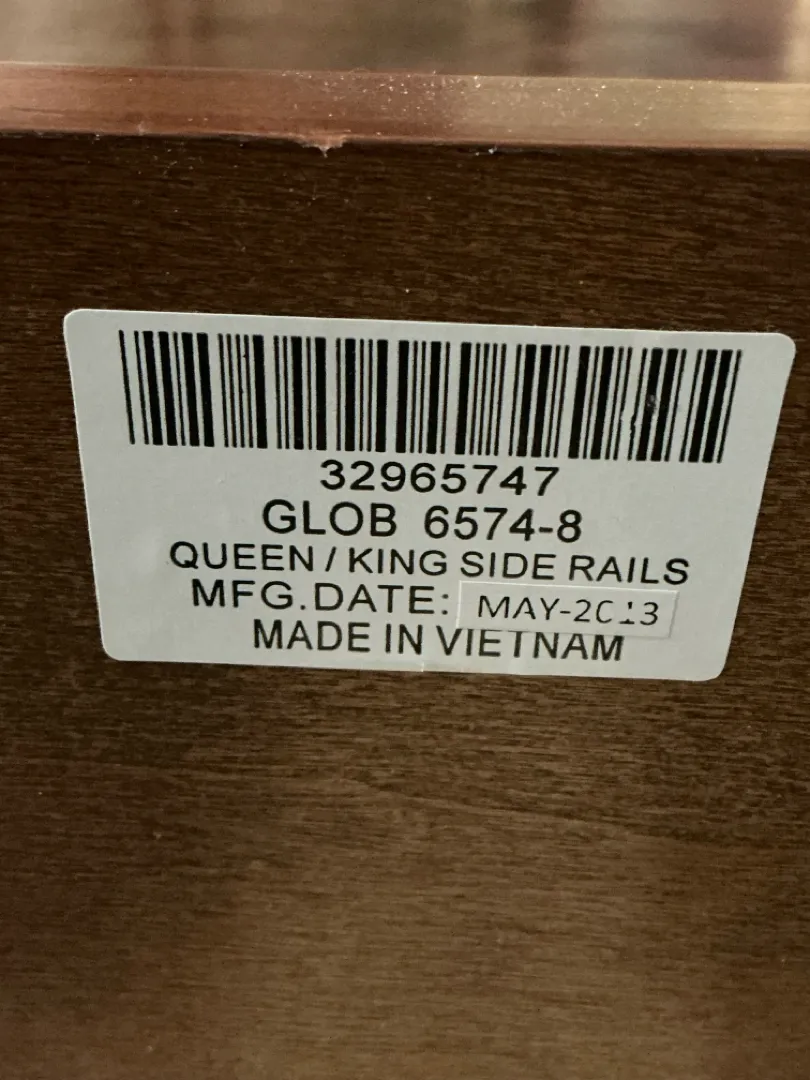 32965747
GLOB 6574-8
QUEEN / KING SIDE RAILS
MFG.DATE: MAY-2013
MADE IN VIETNAM